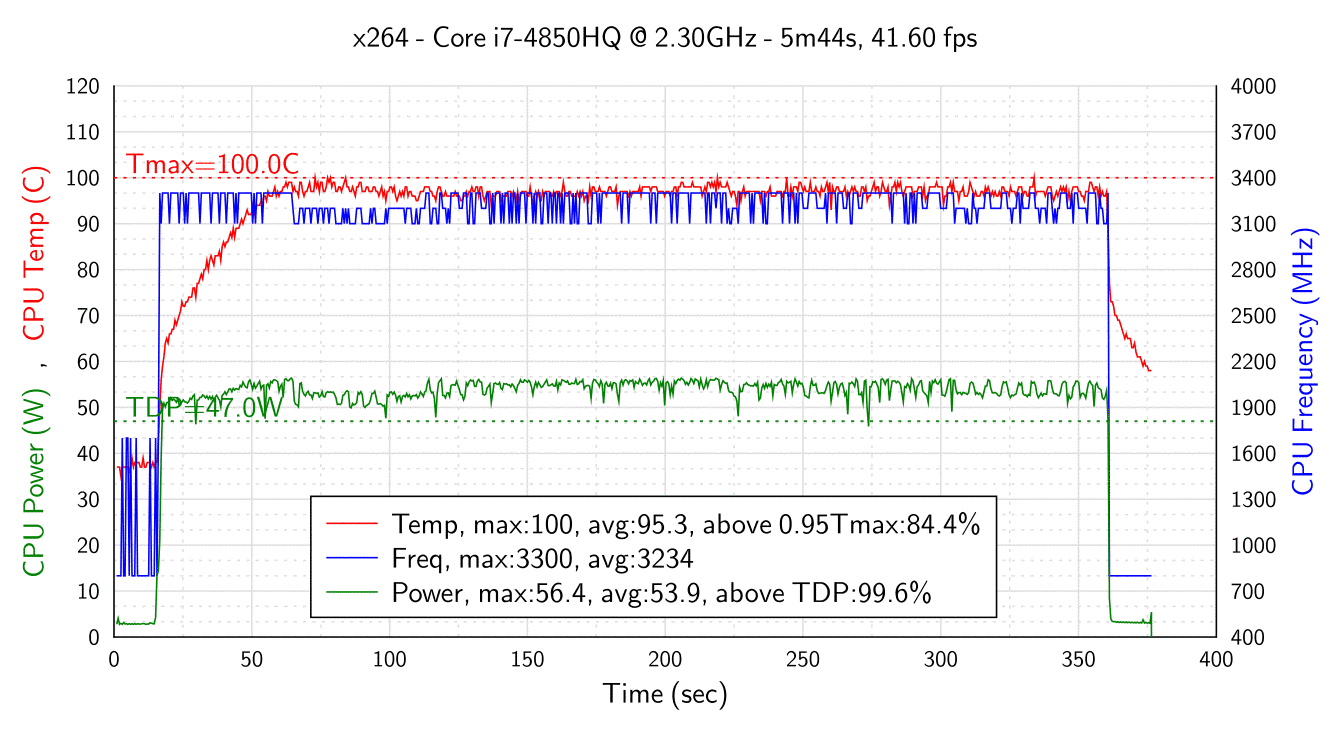 x264 - Core i7-4850HQ @ 2.30GHz - 5m44s, 41.60 fps
CPU Power (W) , CPU Temp (C)
120
110
100
90
80
70
60
50
40
30
20
10
0
Tmax=100.0C
TDP=47.0W
Temp, max:100, avg:95.3, above 0.95Tmax:84.4%
Freq, max:3300, avg:3234
Power, max:56.4, avg:53.9, above TDP:99.6%
4000
3700
3400
3100
2800
2500
2200
1900
1600
1300
1000
700
400
CPU Frequency (MHz)
0 50 100 150 200 250 300 350 400
Time (sec)